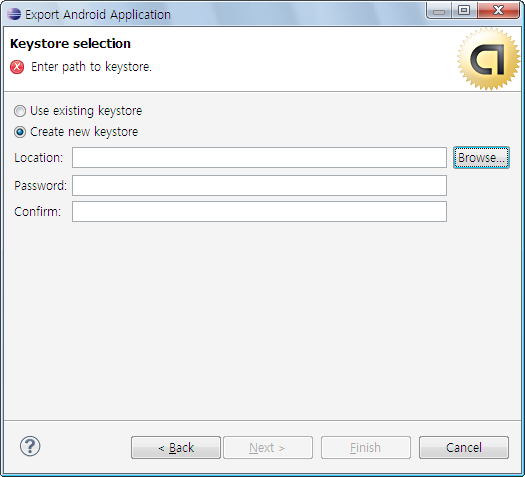 Export Android Application
Keystore selection
Enter path to keystore.
Use existing keystore
Create new keystore
Location:
Browse...
Password:
Confirm:
?
< Back
Next >
Finish
Cancel